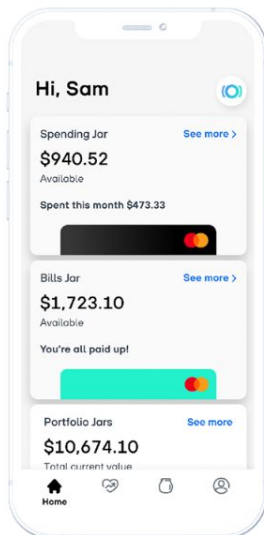 Hi, Sam
Spending Jar See more >
$940.52
Available
Spent this month $473.33
Bills Jar See more >
$1,723.10
Available
You're all paid up!
Portfolio Jars See more
$10,674.10
Total current value
Home